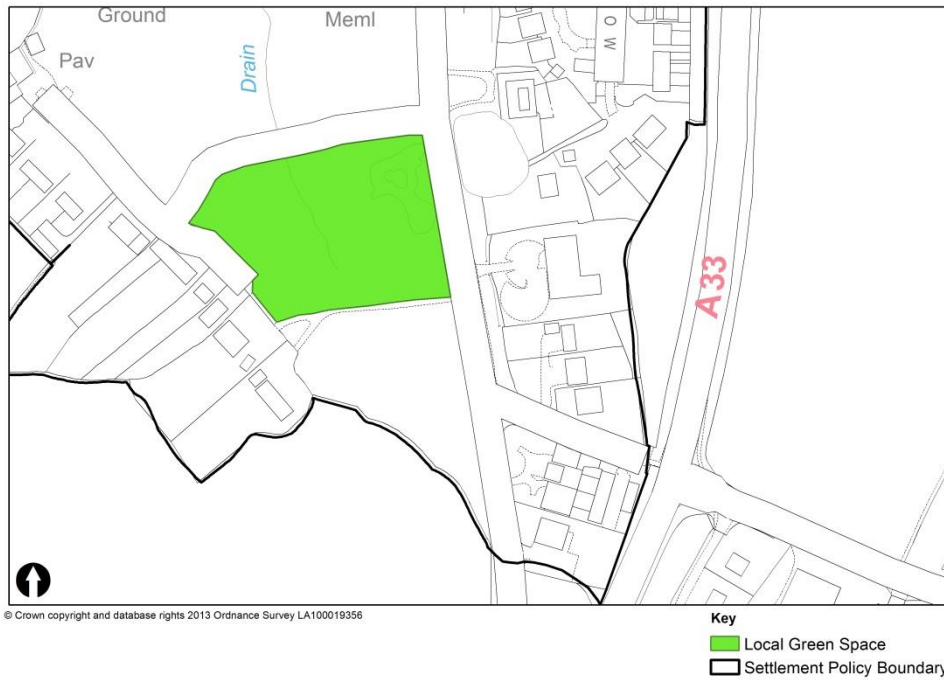 Ground
Meml
Pav
Drain
OW
A33
© Crown copyright and database rights 2013 Ordnance Survey LA100019356
Key
Local Green Space
Settlement Policy Boundary